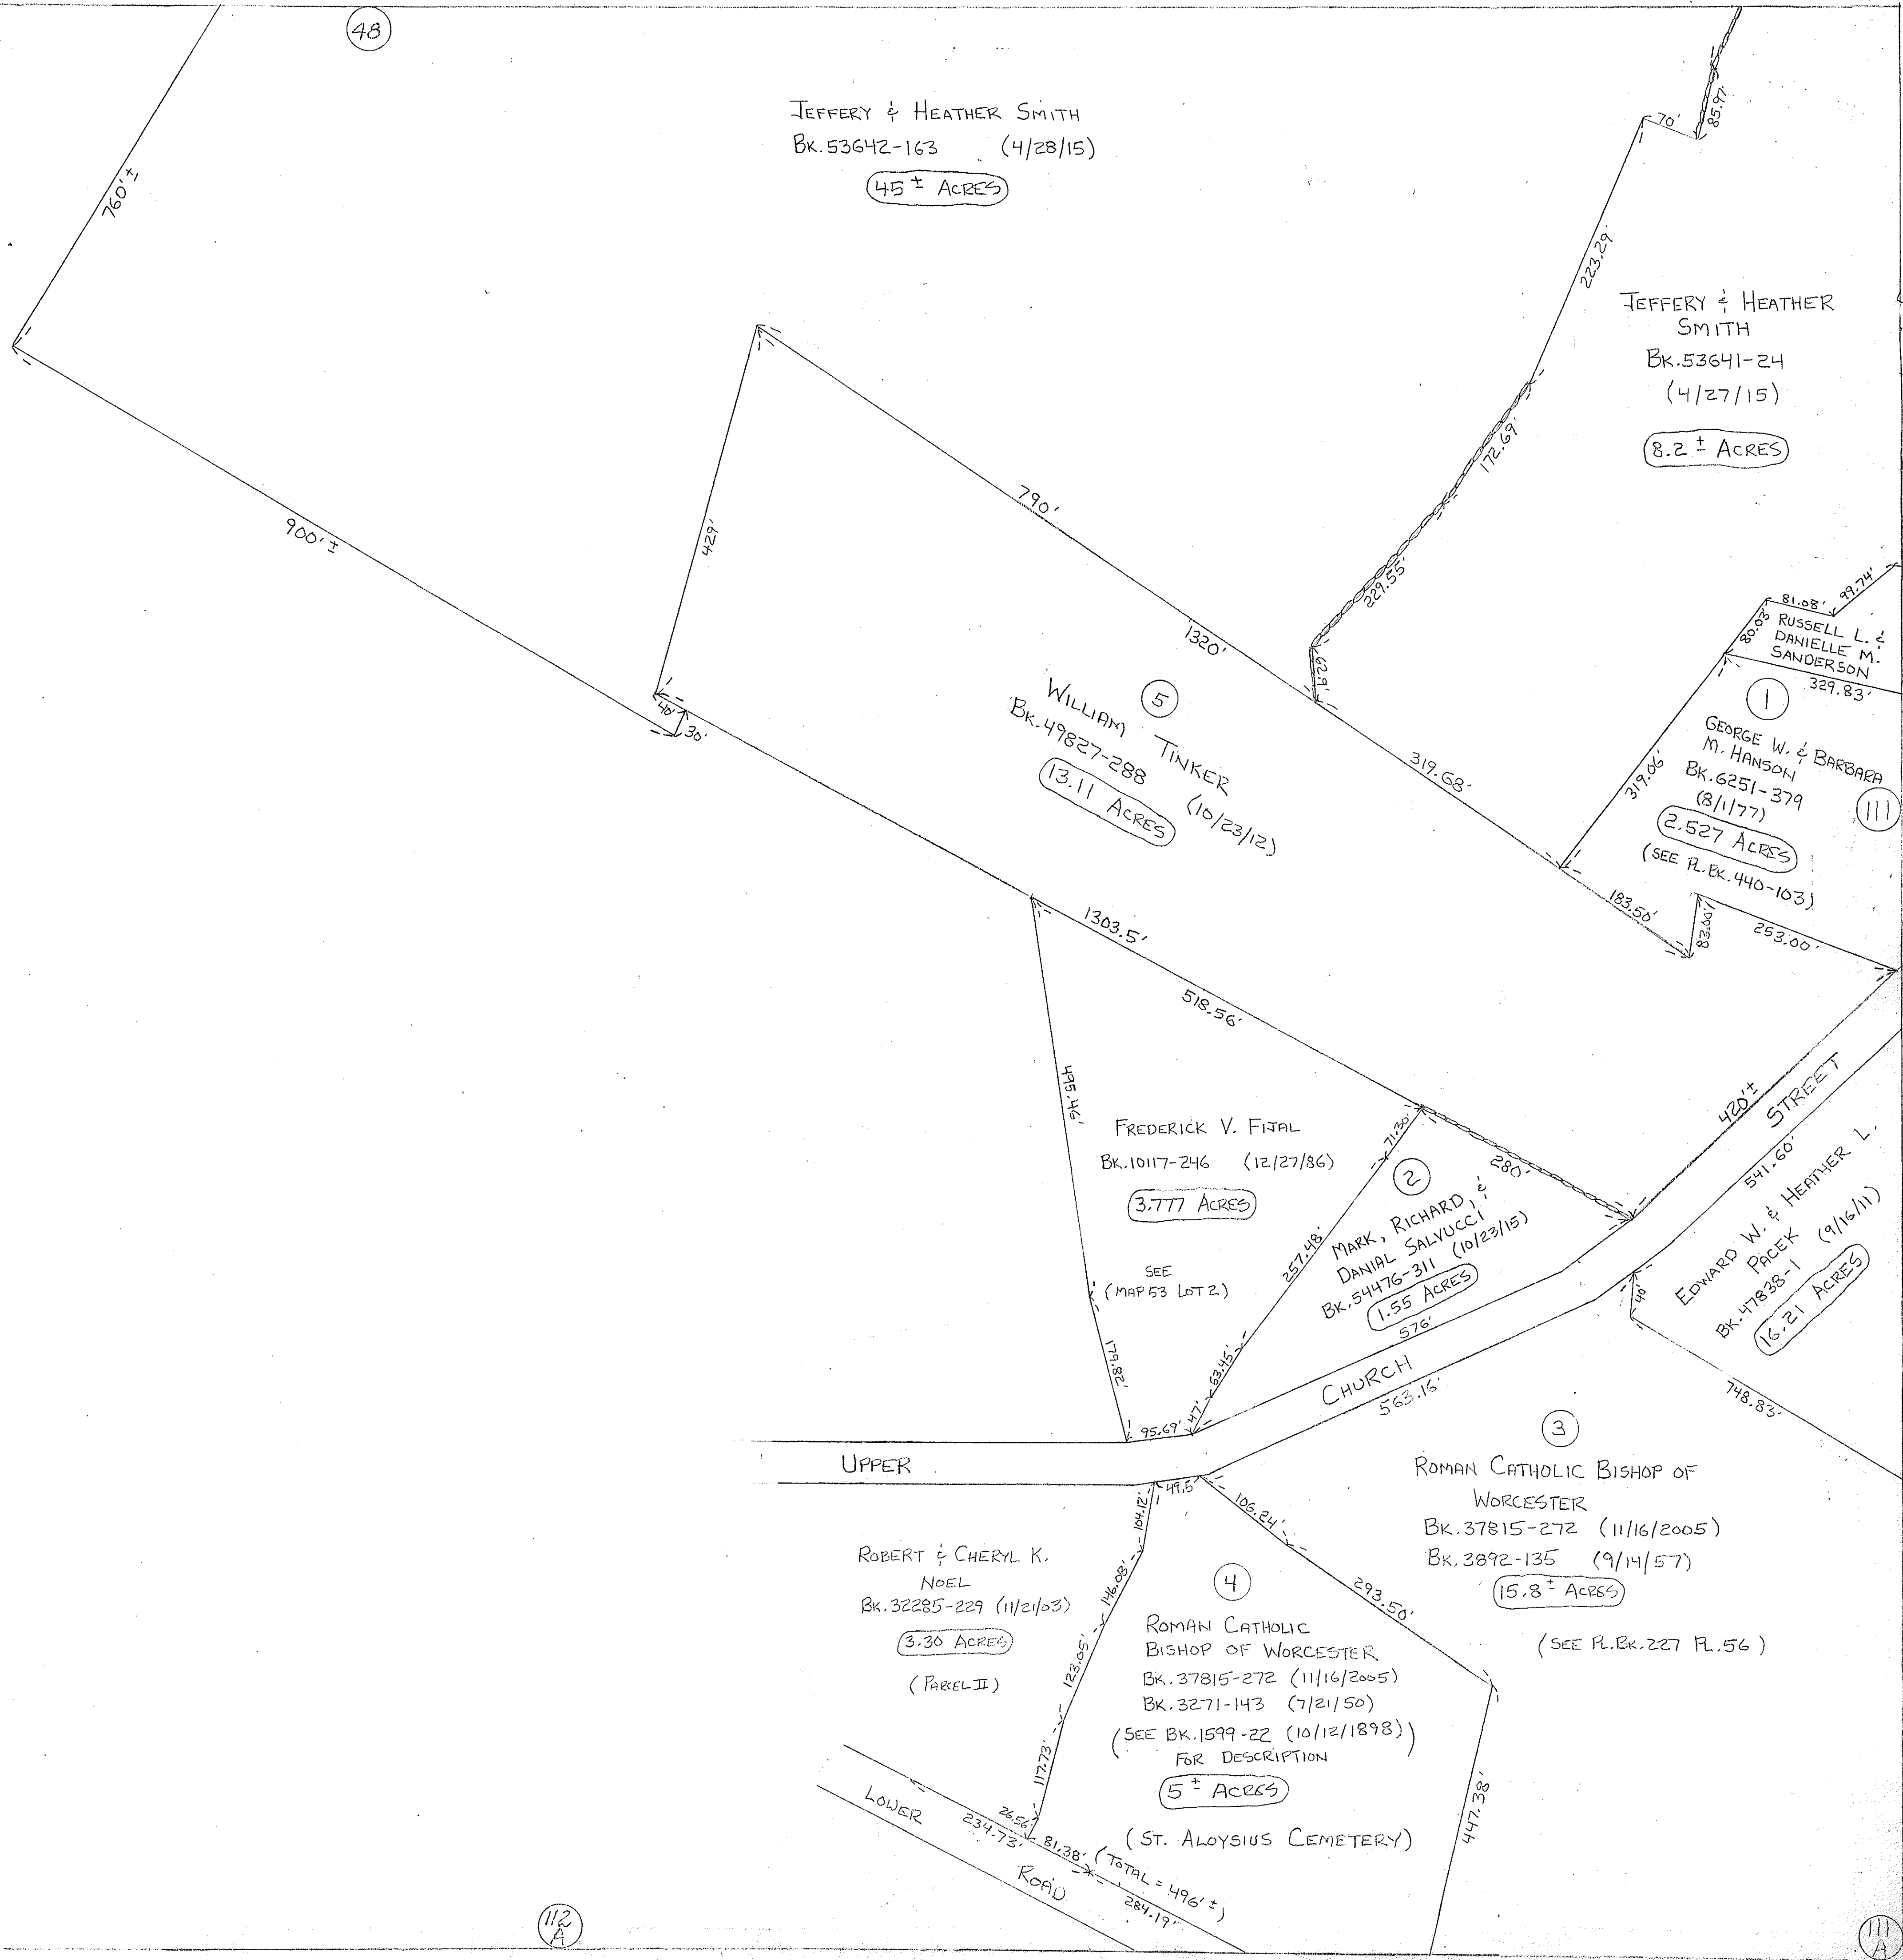 48
JEFFERY & HEATHER SMITH
BK.53642-163 (4/28/15)
45± ACRES
760'±
900'±
429'
40'
30'
790'
1320'
70'
85.97'
223.29'
172.69'
229.55'
62.9'
JEFFERY & HEATHER
SMITH
BK.53641-24
(4/27/15)
8.2± ACRES
81.08'
99.74'
80.03'
RUSSELL L. &
DANIELLE M.
SANDERSON
329.83'
1
GEORGE W. & BARBARA
M. HANSON
BK.6251-379
(8/1/77)
2.527 ACRES
(SEE PL.BK.440-103)
111
319.06'
319.68'
183.50'
83.00'
253.00'
5
WILLIAM TINKER
BK.49827-288 (10/23/12)
13.11 ACRES
1303.5'
518.56'
495.46'
179.82'
FREDERICK V. FIJAL
BK.10117-246 (12/27/86)
3.777 ACRES
SEE
(MAP 53 LOT 2)
71.30'
257.48'
63.45'
47'
95.69'
2
MARK, RICHARD, &
DANIAL SALVUCCI
BK.54476-311 (10/23/15)
1.55 ACRES
280'
576'
420'±
UPPER CHURCH STREET
541.60'
563.16'
40'
EDWARD W. & HEATHER L.
PACEK (9/16/11)
BK.47838-1
16.21 ACRES
748.83'
3
ROMAN CATHOLIC BISHOP OF
WORCESTER
BK.37815-272 (11/16/2005)
BK.3892-135 (9/14/57)
15.8± ACRES
(SEE PL.BK.227 PL.56)
49.5'
104.12'
146.08'
123.05'
117.73'
106.24'
293.50'
447.38'
ROBERT & CHERYL K.
NOEL
BK.32285-229 (11/21/03)
3.30 ACRES
(PARCEL II)
4
ROMAN CATHOLIC
BISHOP OF WORCESTER
BK.37815-272 (11/16/2005)
BK.3271-143 (7/21/50)
(SEE BK.1599-22 (10/12/1898))
FOR DESCRIPTION
5± ACRES
(ST. ALOYSIUS CEMETERY)
LOWER ROAD
26.56'
234.73'
81.38' (TOTAL = 496'±)
284.19'
112
A
111
A